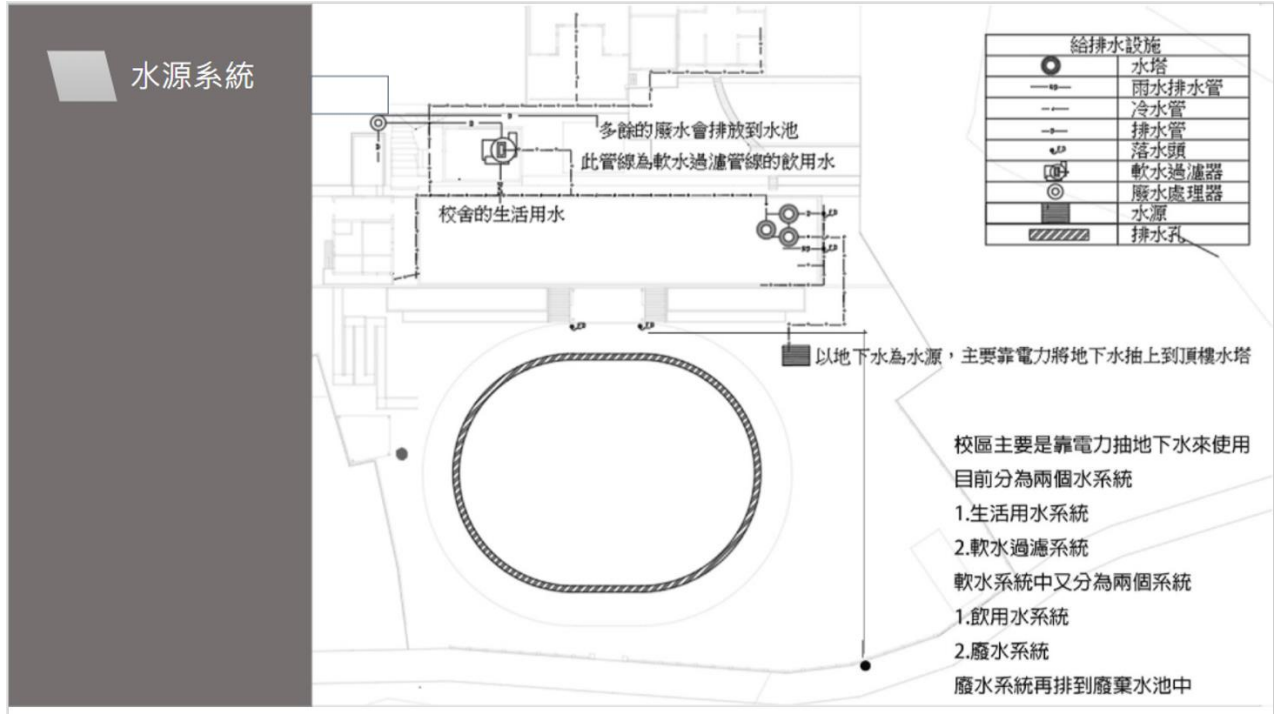 水源系統
給排水設施
水塔
雨水排水管
冷水管
排水管
落水頭
軟水過濾器
廢水處理器
水源
排水孔
多餘的廢水會排放到水池
此管線為軟水過濾管線的飲用水
校舍的生活用水
以地下水為水源，主要靠電力將地下水抽上到頂樓水塔
校區主要是靠電力抽地下水來使用
目前分為兩個水系統
1.生活用水系統
2.軟水過濾系統
軟水系統中又分為兩個系統
1.飲用水系統
2.廢水系統
廢水系統再排到廢棄水池中